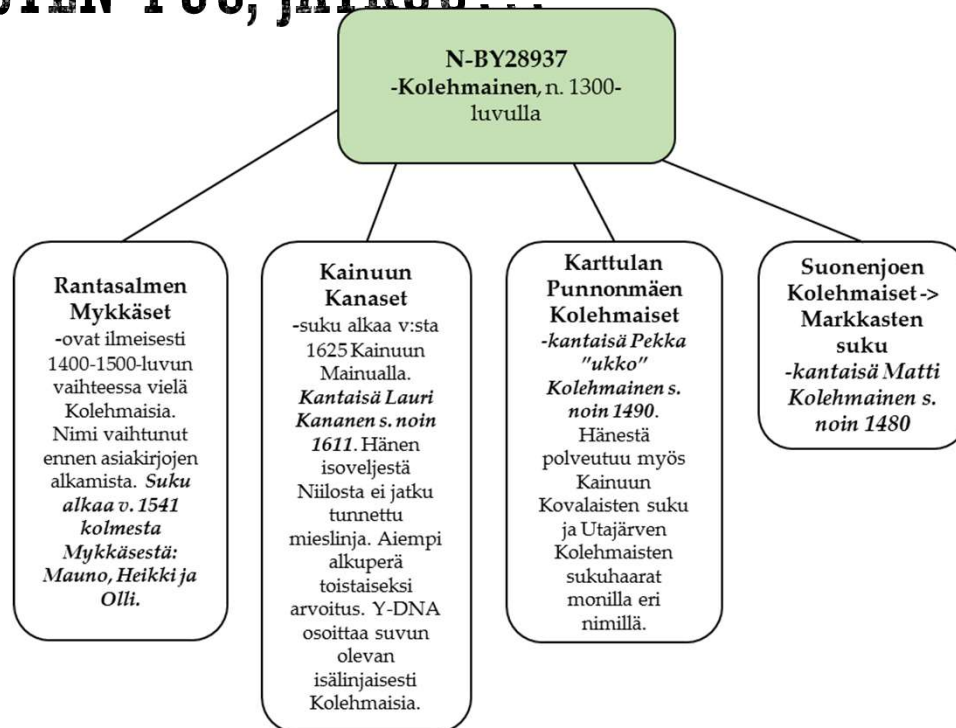 PUU, JATKUU...
N-BY28937
-Kolehmainen, n. 1300-
luvulla
Rantasalmen
Mykkäset
-ovat ilmeisesti
1400-1500-luvun
vaihteessa vielä
Kolehmaisia.
Nimi vaihtunut
ennen asiakirjojen
alkamista. Suku
alkaa v. 1541
kolmesta
Mykkäsestä:
Mauno, Heikki ja
Olli.
Kainuun
Kanaset
-suku alkaa v:sta
1625 Kainuun
Mainualla.
Kantaisä Lauri
Kananen s. noin
1611. Hänen
isoveljestä
Niilosta ei jatku
tunnettu
mieslinja. Aiempi
alkuperä
toistaiseksi
arvoitus. Y-DNA
osoittaa suvun
olevan
isälinjaisesti
Kolehmaisia.
Karttulan
Punnonmäen
Kolehmaiset
-kantaisä Pekka
"ukko"
Kolehmainen s.
noin 1490.
Hänestä
polveutuu myös
Kainuun
Kovalaisten suku
ja Utajärven
Kolehmaisten
sukuhaarat
monilla eri
nimillä.
Suonenjoen
Kolehmaiset->
Markkasten
suku
-kantaisä Matti
Kolehmainen s.
noin 1480